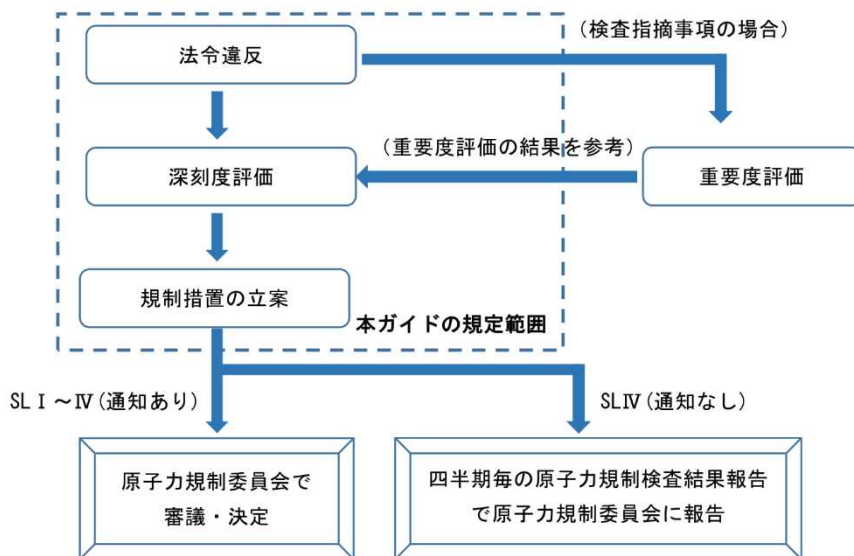 （検査指摘事項の場合）
法令違反
（重要度評価の結果を参考）
深刻度評価
重要度評価
規制措置の立案
本ガイドの規定範囲
SLⅠ～Ⅳ(通知あり)
SLⅣ(通知なし)
原子力規制委員会で
審議・決定
四半期毎の原子力規制検査結果報告
で原子力規制委員会に報告